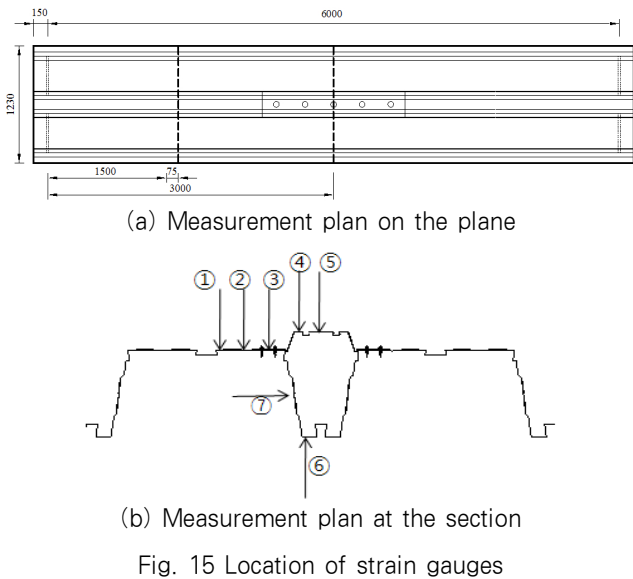 150
6000
1230
1500
75
3000
(a) Measurement plan on the plane
① ② ③ ④ ⑤
⑦
⑥
(b) Measurement plan at the section
Fig. 15 Location of strain gauges